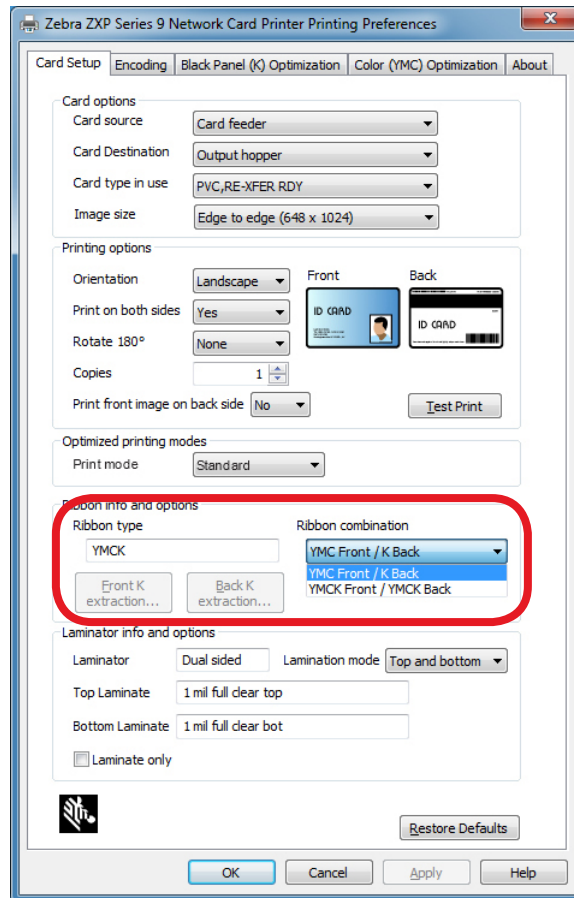 Zebra ZXP Series 9 Network Card Printer Printing Preferences
Card Setup Encoding Black Panel (K) Optimization Color (YMC) Optimization About
Card options
Card source Card feeder
Card Destination Output hopper
Card type in use PVC,RE-XFER RDY
Image size Edge to edge (648 x 1024)
Printing options
Orientation Landscape Front Back
Print on both sides Yes ID CARD ID CARD
Rotate 180° None
Copies 1
Print front image on back side No Test Print
Optimized printing modes
Print mode Standard
Ribbon info and options
Ribbon type Ribbon combination
YMCK YMC Front / K Back
YMC Front / K Back
YMCK Front / YMCK Back
Front K extraction... Back K extraction...
Laminator info and options
Laminator Dual sided Lamination mode Top and bottom
Top Laminate 1 mil full clear top
Bottom Laminate 1 mil full clear bot
Laminate only
Restore Defaults
OK Cancel Apply Help